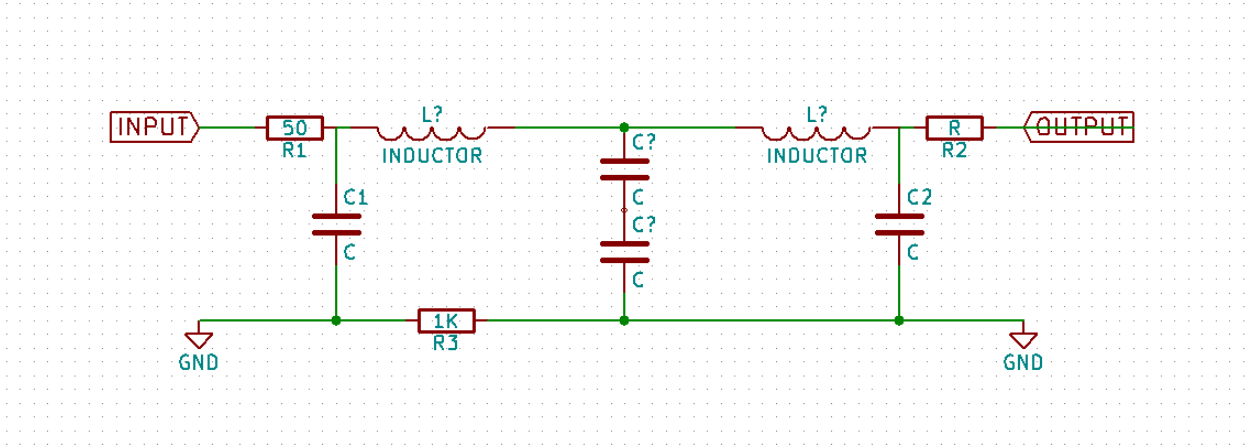 L?
L?
INPUT
50
R1
INDUCTOR
C?
INDUCTOR
R
R2
OUTPUT
C1
C
C
C?
C
C2
C
1K
R3
GND
GND